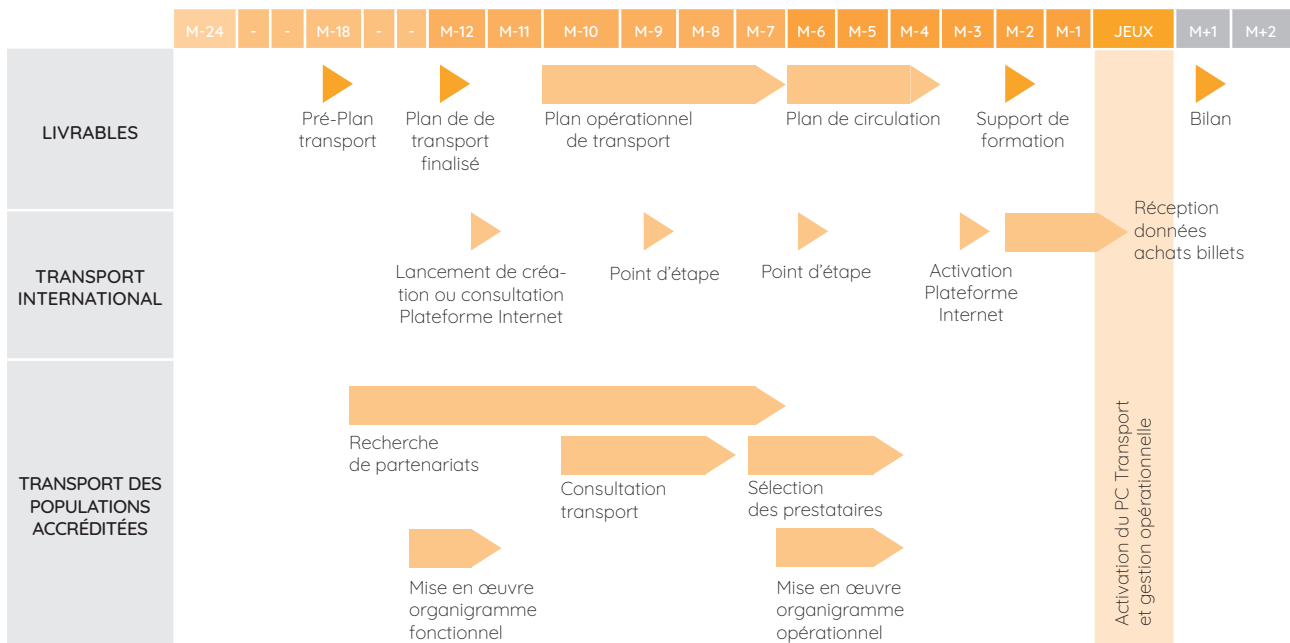 M-24
-
-
M-18
-
-
M-12
M-11
M-10
M-9
M-8
M-7
M-6
M-5
M-4
M-3
M-2
M-1
JEUX
M+1
M+2
LIVRABLES
Pré-Plan
transport
Plan de de
transport
finalisé
Plan opérationnel
de transport
Plan de circulation
Support de
formation
Bilan
TRANSPORT
INTERNATIONAL
Lancement de créa-
tion ou consultation
Plateforme Internet
Point d’étape
Point d’étape
Activation
Plateforme
Internet
Réception
données
achats billets
TRANSPORT DES
POPULATIONS
ACCRÉDITÉES
Recherche
de partenariats
Consultation
transport
Sélection
des prestataires
Mise en œuvre
organigramme
fonctionnel
Mise en œuvre
organigramme
opérationnel
Activation du PC Transport
et gestion opérationnelle